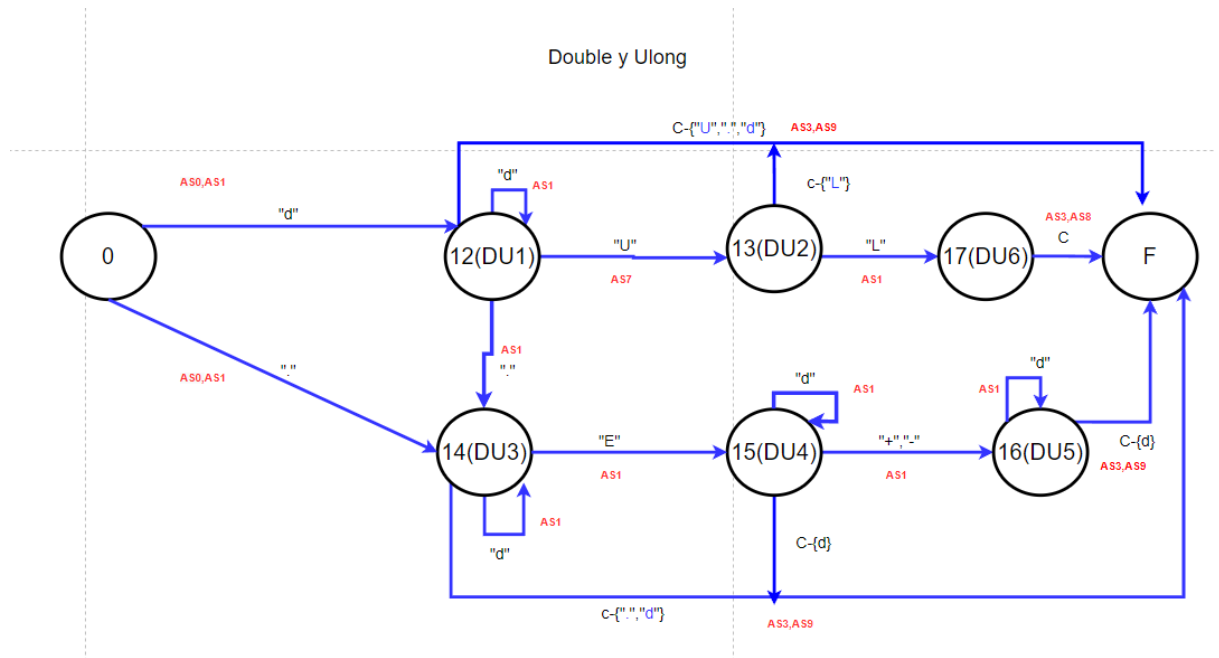 Double y Ulong
C-{"U",".","d"}
AS3,AS9
"d"
AS1
c-{"L"}
AS0,AS1
"d"
AS3,AS8
C
0
12(DU1)
"U"
AS7
13(DU2)
"L"
AS1
17(DU6)
F
AS1
"."
AS0,AS1
"."
"d"
AS1
"d"
AS1
14(DU3)
"E"
AS1
15(DU4)
"+","-"
AS1
16(DU5)
C-{d}
AS3,AS9
AS1
"d"
C-{d}
c-{".","d"}
AS3,AS9